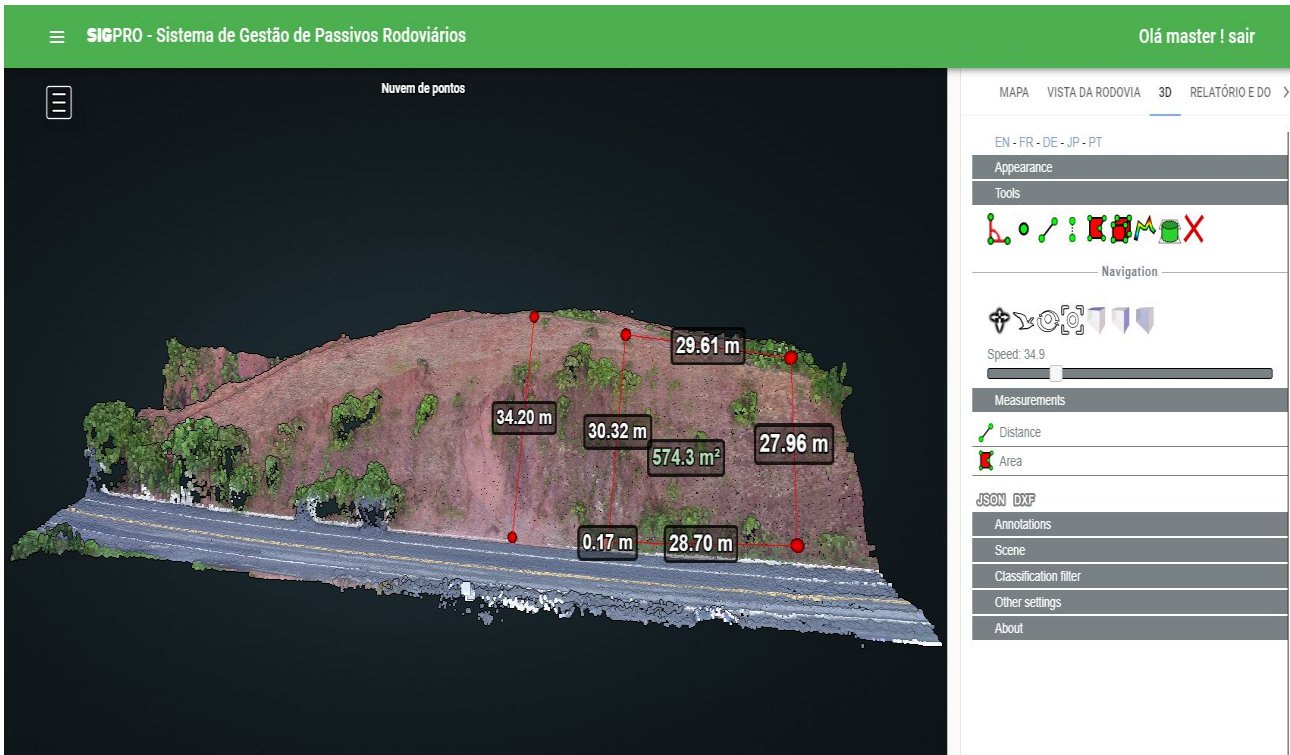 SIGPRO - Sistema de Gestão de Passivos Rodoviários
Olá master ! sair
Nuvem de pontos
29.61 m
34.20 m
30.32 m
27.96 m
574.3 m²
0.17 m
28.70 m
MAPA VISTA DA RODOVIA 3D RELATÓRIO E DO
EN - FR - DE - JP - PT
Appearance
Tools
Navigation
Speed: 34.9
Measurements
Distance
Area
JSON DXF
Annotations
Scene
Classification filter
Other settings
About